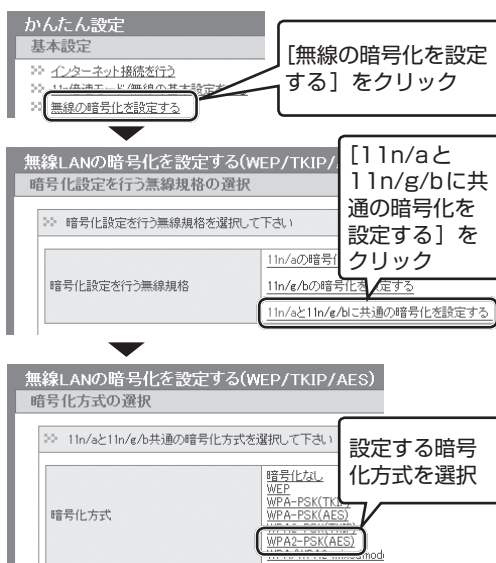 かんたん設定
基本設定
インターネット接続を行う
無線の暗号化を設定する
[無線の暗号化を設定
する]をクリック
無線LANの暗号化を設定する(WEP/TKIP/
暗号化設定を行う無線規格の選択
暗号化設定を行う無線規格を選択して下さい
暗号化設定を行う無線規格
11n/aの暗号化
11n/g/bの暗号化を設定する
11n/aと11n/g/bに共通の暗号化を設定する
[11n/aと
11n/g/bに共
通の暗号化を
設定する]を
クリック
無線LANの暗号化を設定する(WEP/TKIP/AES)
暗号化方式の選択
11n/aと11n/g/b共通の暗号化方式を選択して下さい
暗号化方式
暗号化なし
WEP
WPA-PSK(TKIP)
WPA-PSK(AES)
WPA2-PSK(TKIP)
WPA2-PSK(AES)
設定する暗号
化方式を選択